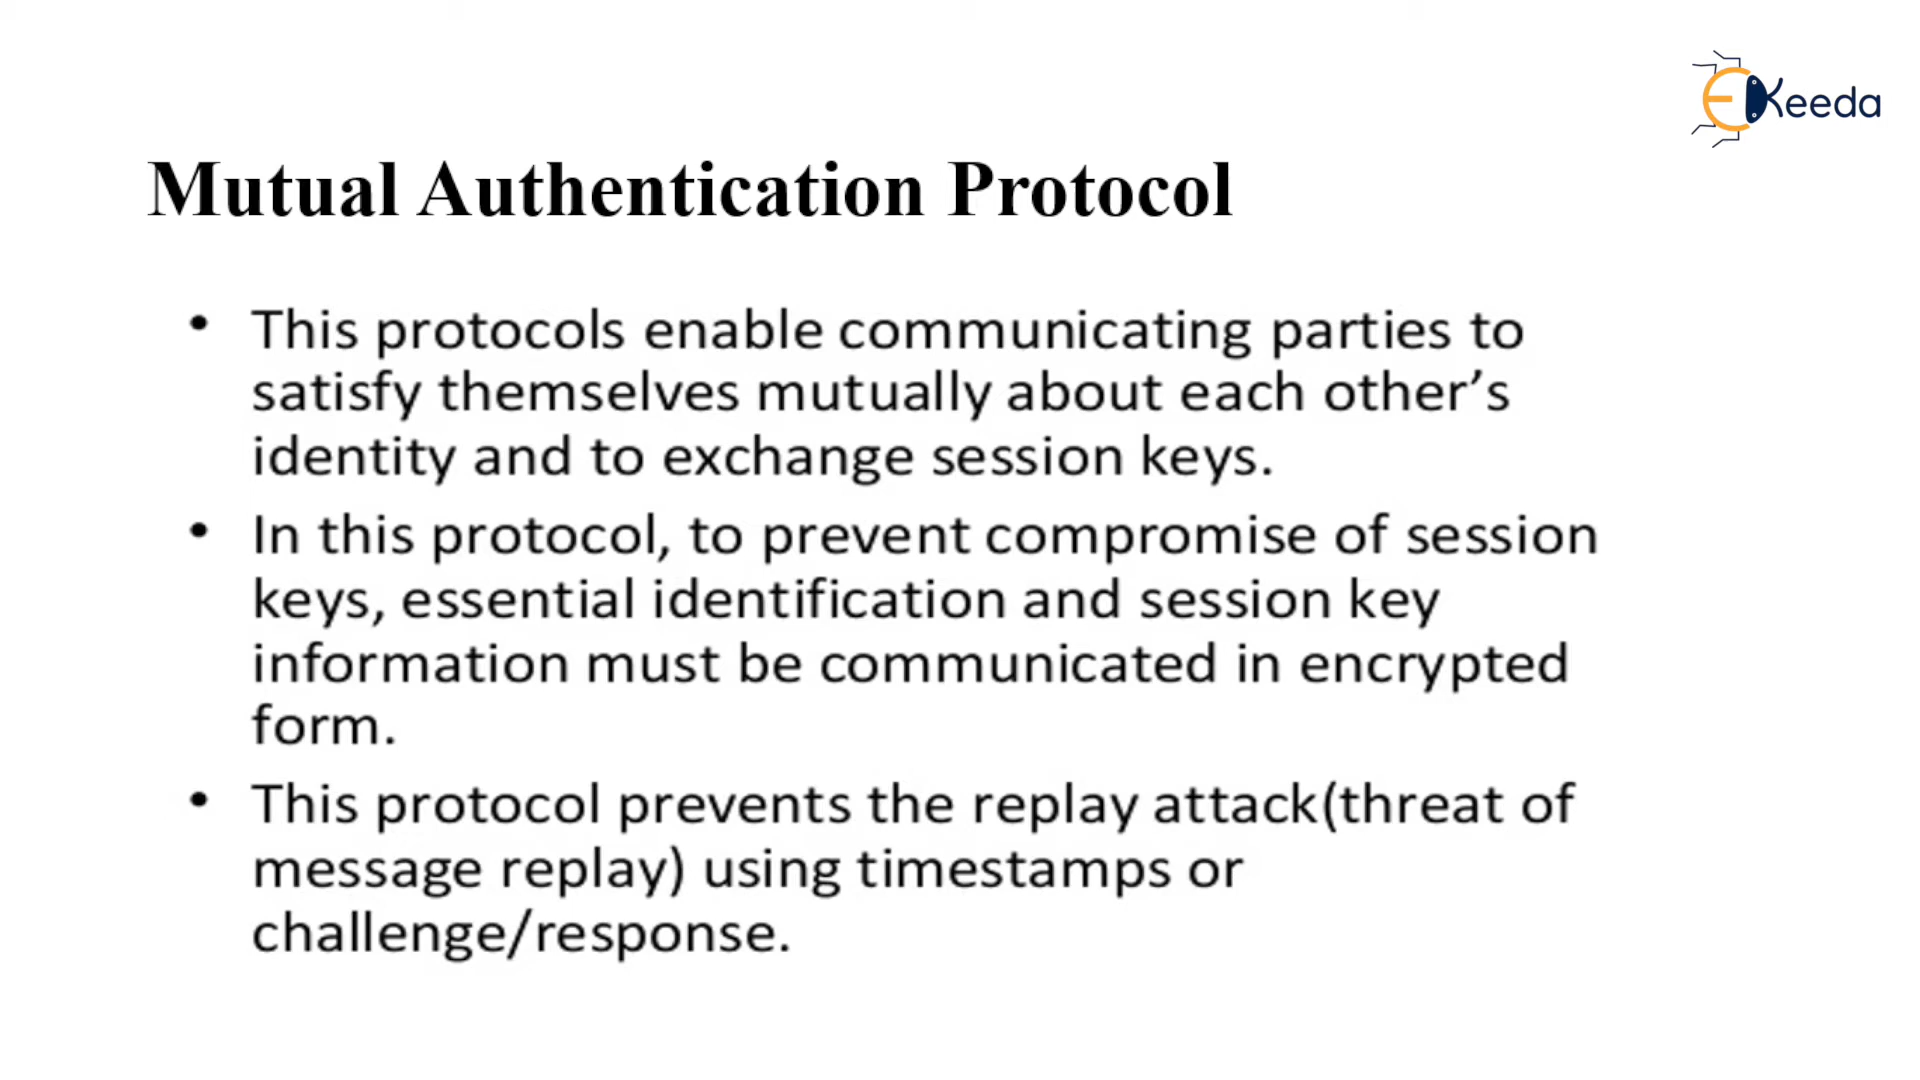 EKeeda
Mutual Authentication Protocol
• This protocols enable communicating parties to
satisfy themselves mutually about each other’s
identity and to exchange session keys.
• In this protocol, to prevent compromise of session
keys, essential identification and session key
information must be communicated in encrypted
form.
• This protocol prevents the replay attack(threat of
message replay) using timestamps or
challenge/response.